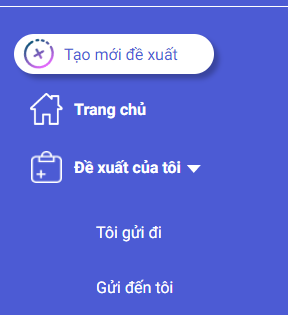 Tạo mới đề xuất
Trang chủ
Đề xuất của tôi
Tôi gửi đi
Gửi đến tôi